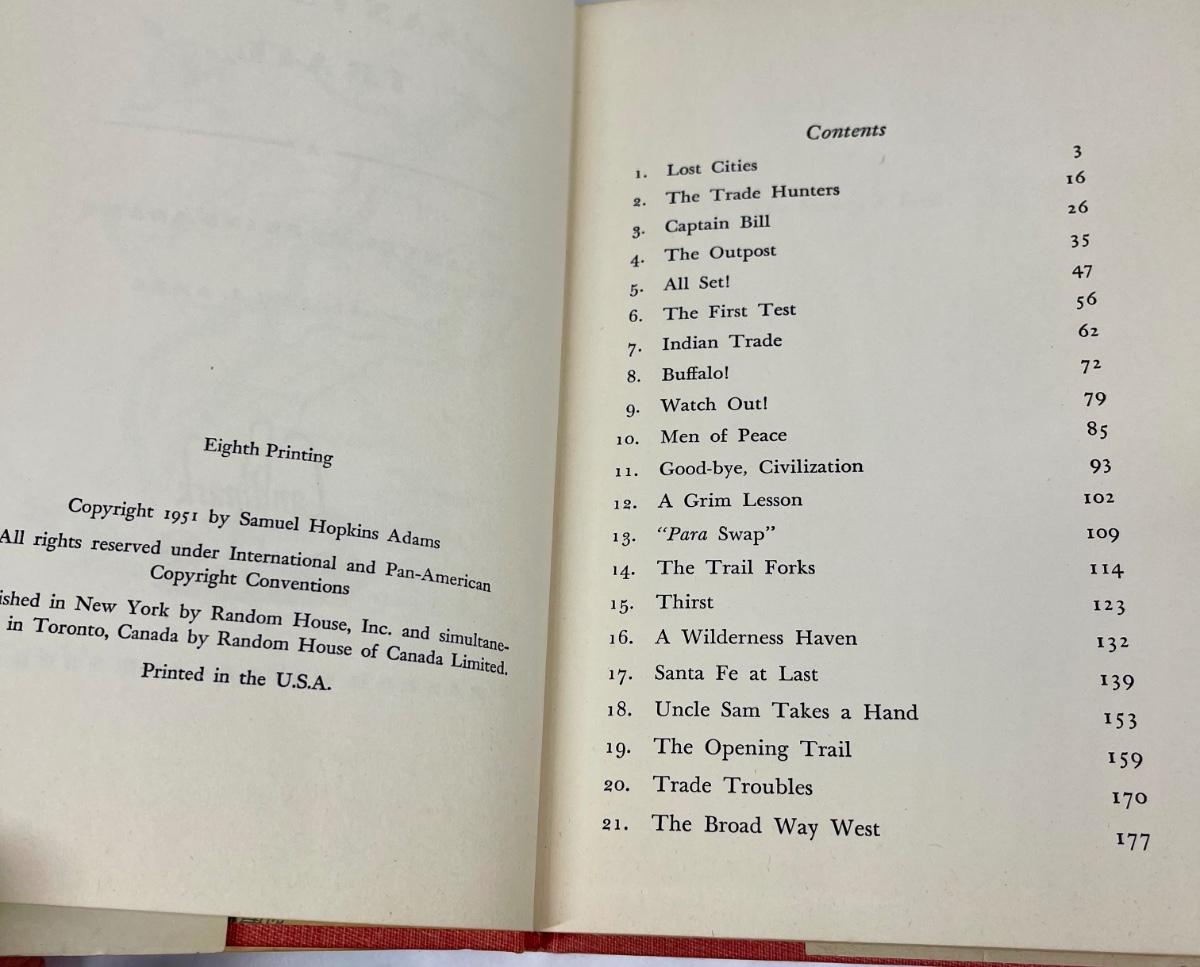 Eighth Printing
Copyright 1951 by Samuel Hopkins Adams
All rights reserved under International and Pan-American
Copyright Conventions
ished in New York by Random House, Inc. and simultane-
in Toronto, Canada by Random House of Canada Limited.
Printed in the U.S.A.
Contents
1. Lost Cities 3
2. The Trade Hunters 16
3. Captain Bill 26
4. The Outpost 35
5. All Set! 47
6. The First Test 56
7. Indian Trade 62
8. Buffalo! 72
9. Watch Out! 79
10. Men of Peace 85
11. Good-bye, Civilization 93
12. A Grim Lesson 102
13. "Para Swap" 109
14. The Trail Forks 114
15. Thirst 123
16. A Wilderness Haven 132
17. Santa Fe at Last 139
18. Uncle Sam Takes a Hand 153
19. The Opening Trail 159
20. Trade Troubles 170
21. The Broad Way West 177